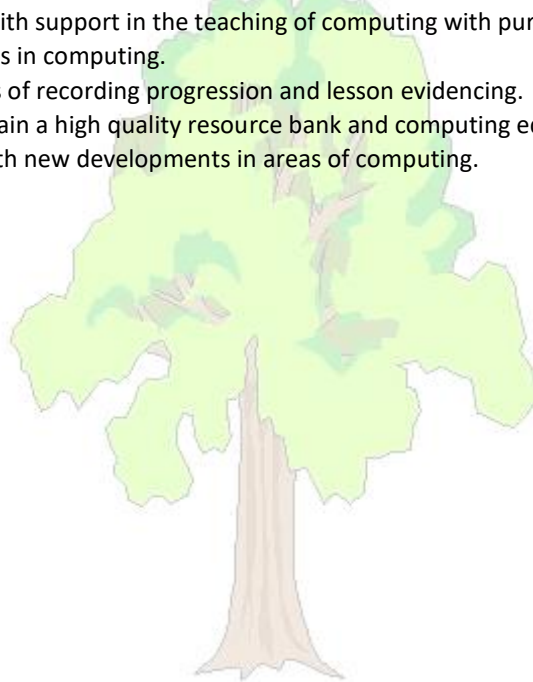 ith support in the teaching of computing with pur
s in computing.
s of recording progression and lesson evidencing.
ain a high quality resource bank and computing eq
th new developments in areas of computing.